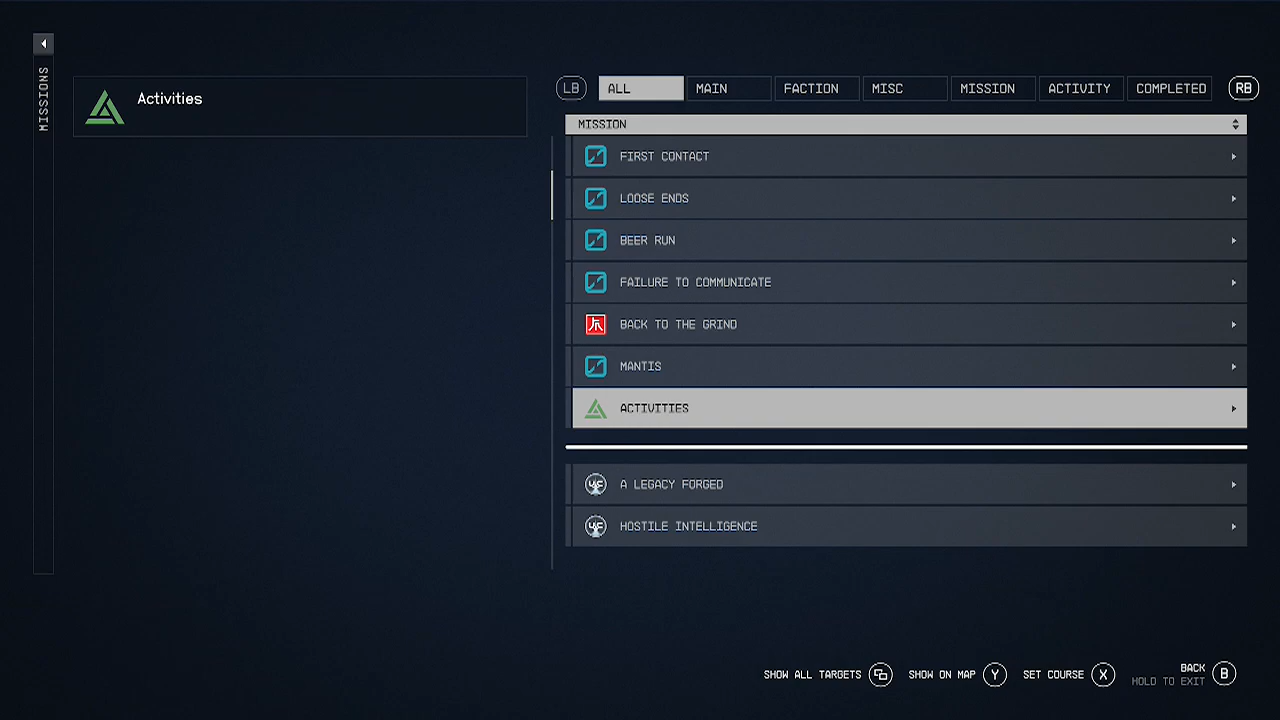 MISSIONS
Activities
LB ALL MAIN FACTION MISC MISSION ACTIVITY COMPLETED RB
MISSION
FIRST CONTACT
LOOSE ENDS
BEER RUN
FAILURE TO COMMUNICATE
BACK TO THE GRIND
MANTIS
ACTIVITIES
A LEGACY FORGED
HOSTILE INTELLIGENCE
SHOW ALL TARGETS SHOW ON MAP Y SET COURSE X BACK B
HOLD TO EXIT